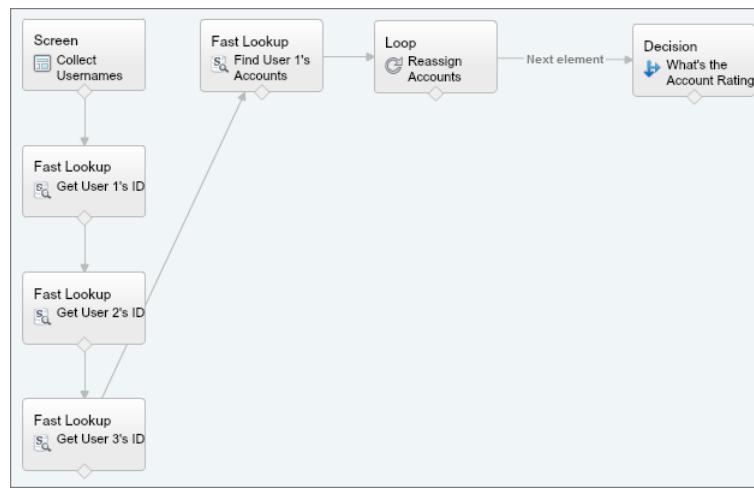 Screen
Collect
Usernames
Fast Lookup
Get User 1's ID
Fast Lookup
Get User 2's ID
Fast Lookup
Get User 3's ID
Fast Lookup
Find User 1's
Accounts
Loop
Reassign
Accounts
Next element
Decision
What's the
Account Rating